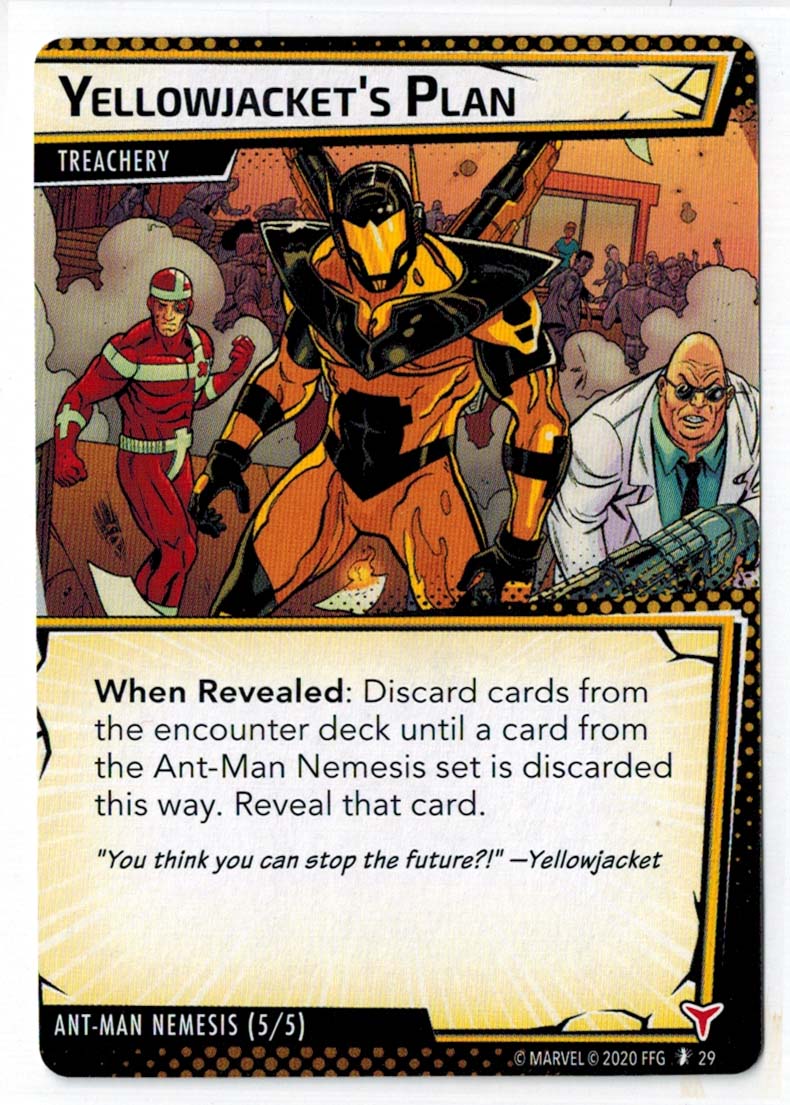 YELLOWJACKET'S PLAN
TREACHERY
When Revealed: Discard cards from
the encounter deck until a card from
the Ant-Man Nemesis set is discarded
this way. Reveal that card.
"You think you can stop the future?!" —Yellowjacket
ANT-MAN NEMESIS (5/5)
© MARVEL © 2020 FFG 29